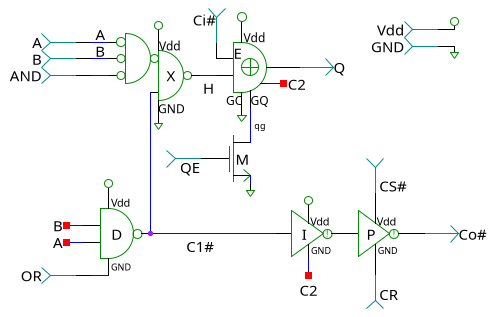 Ci#
Vdd
A
A
B
B
AND
Vdd
E
Vdd
GND
X
H
C2
Q
GND
GC
GQ
qg
QE
M
Vdd
B
A
D
C1#
OR
GND
Vdd
I
GND
C2
CS#
Vdd
P
GND
Co#
CR